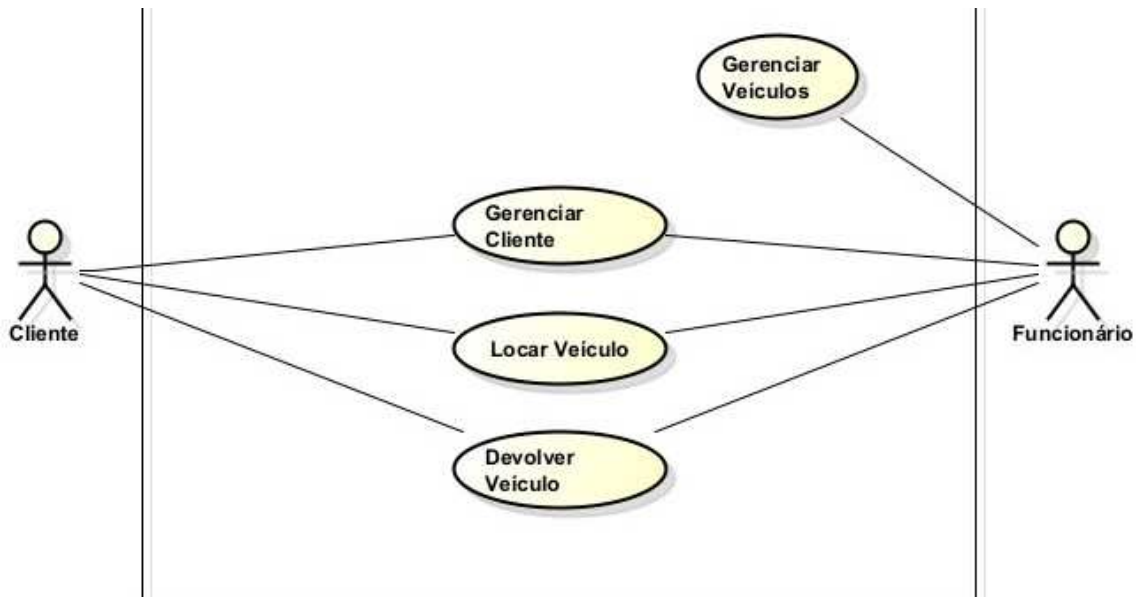 Gerenciar
Veículos
Gerenciar
Cliente
Cliente
Locar Veículo
Funcionário
Devolver
Veículo